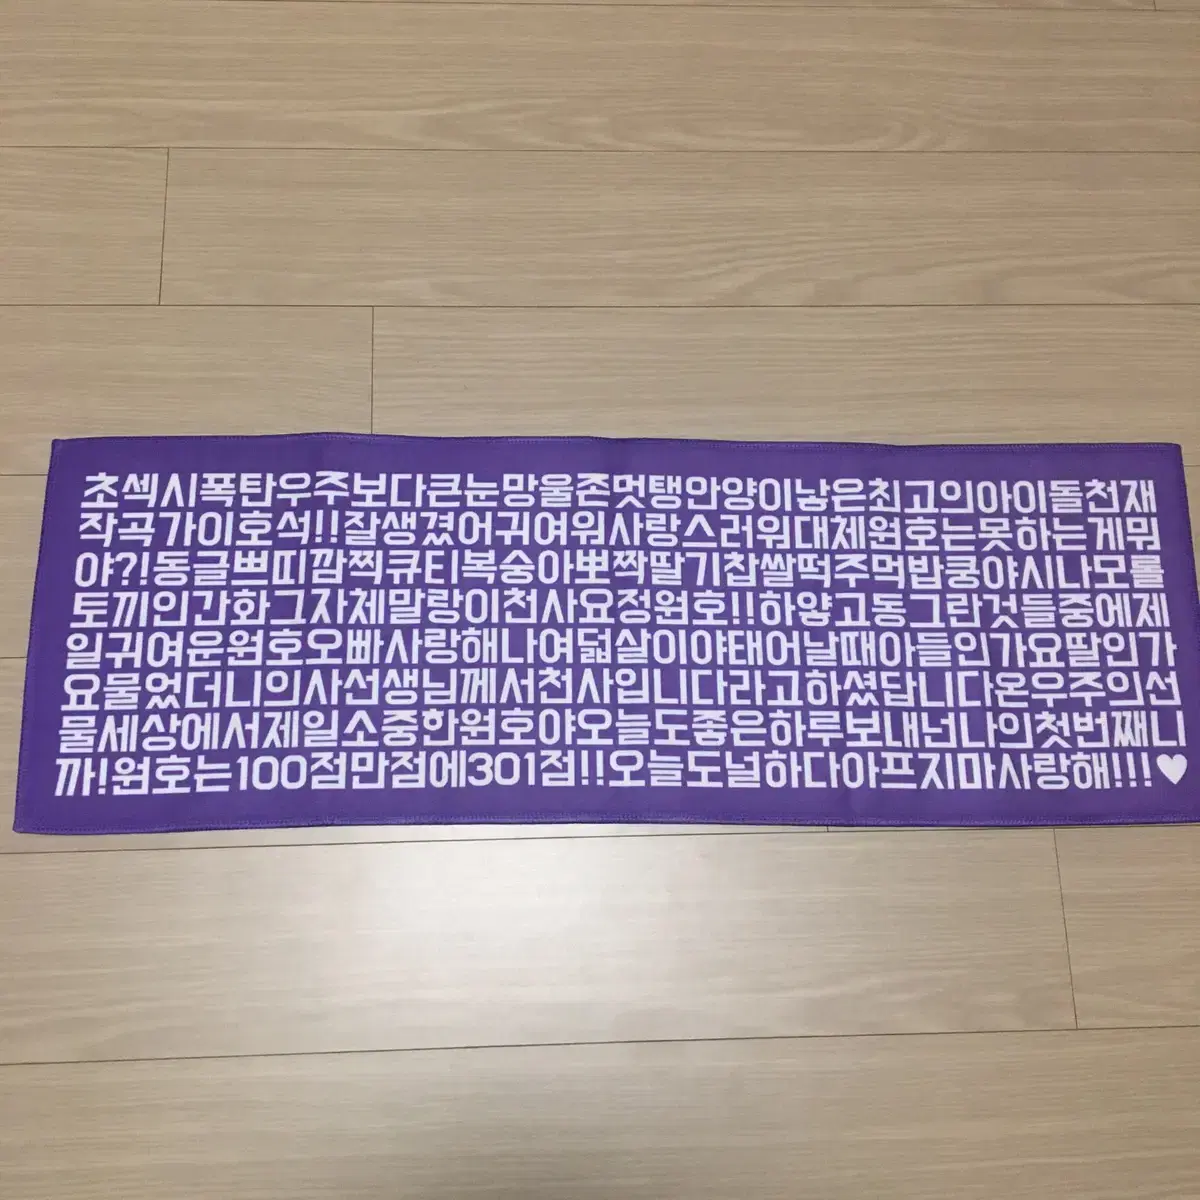 초섹시폭탄우주보다큰눈망울존멋탱안양이낳은최고의아이돌천재
작곡가이호석!!잘생겼어귀여워사랑스러워대체원호는못하는게뭐
야?!동글쁘띠깜찍큐티복숭아뽀짝딸기찹쌀떡주먹밥쿵야시나모롤
토끼인간화그자체말랑이천사요정원호!!하얗고동그란것들중에제
일귀여운원호오빠사랑해나여덟살이야태어날때아들인가요딸인가
요물었더니의사선생님께서천사입니다라고하셨답니다온우주의선
물세상에서제일소중한원호야오늘도좋은하루보내넌나의첫번째니
까!원호는100점만점에301점!!오늘도널하다아프지마사랑해!!!♥